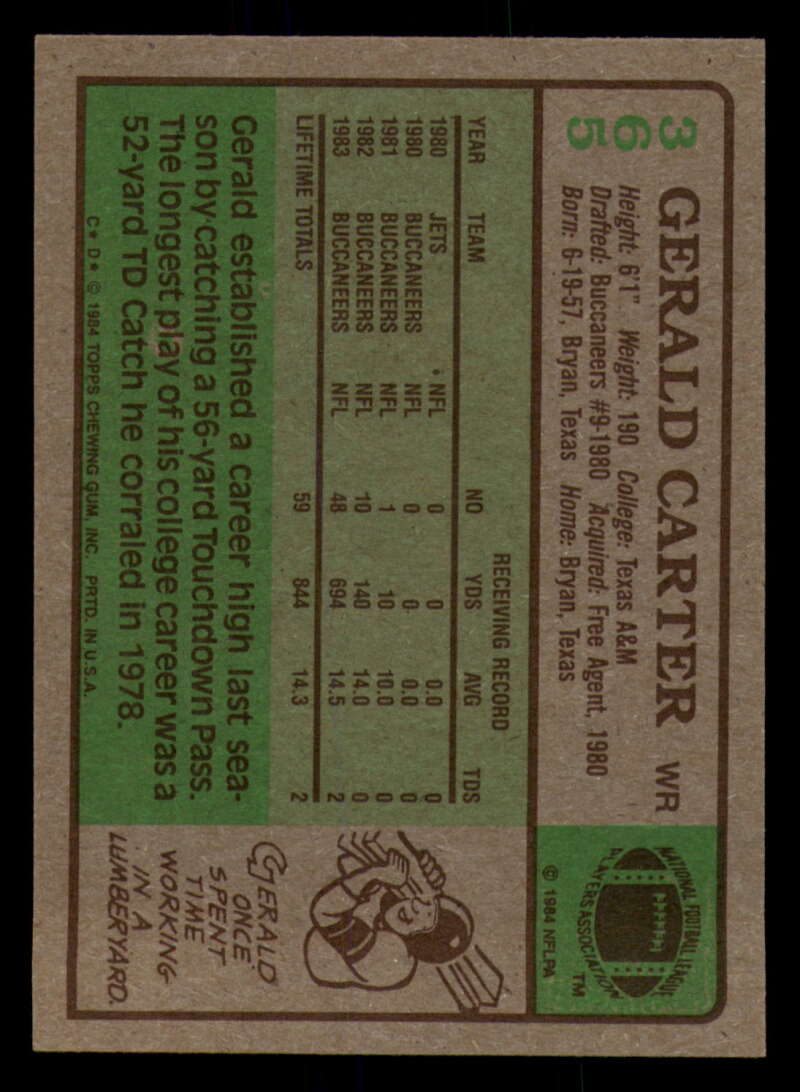 365
GERALD CARTER WR
Height: 6'1" Weight: 190 College: Texas A&M
Drafted: Buccaneers #9-1980 Acquired: Free Agent, 1980
Born: 6-19-57, Bryan, Texas Home: Bryan, Texas
NATIONAL FOOTBALL LEAGUE
PLAYERS ASSOCIATION
TM
© 1984 NFLPA
RECEIVING RECORD
YEAR TEAM NO YDS AVG TDS
1980 JETS NFL 0 0 0.0 0
1980 BUCCANEERS NFL 0 0 0.0 0
1981 BUCCANEERS NFL 1 10 10.0 0
1982 BUCCANEERS NFL 10 140 14.0 0
1983 BUCCANEERS NFL 48 694 14.5 2
LIFETIME TOTALS 59 844 14.3 2
Gerald established a career high last sea-
son by catching a 56-yard Touchdown Pass.
The longest play of his college career was a
52-yard TD Catch he corraled in 1978.
C* D* © 1984 TOPPS CHEWING GUM, INC. PRTD. IN U.S.A.
GERALD
ONCE
SPENT
TIME
WORKING
IN A
LUMBERYARD.